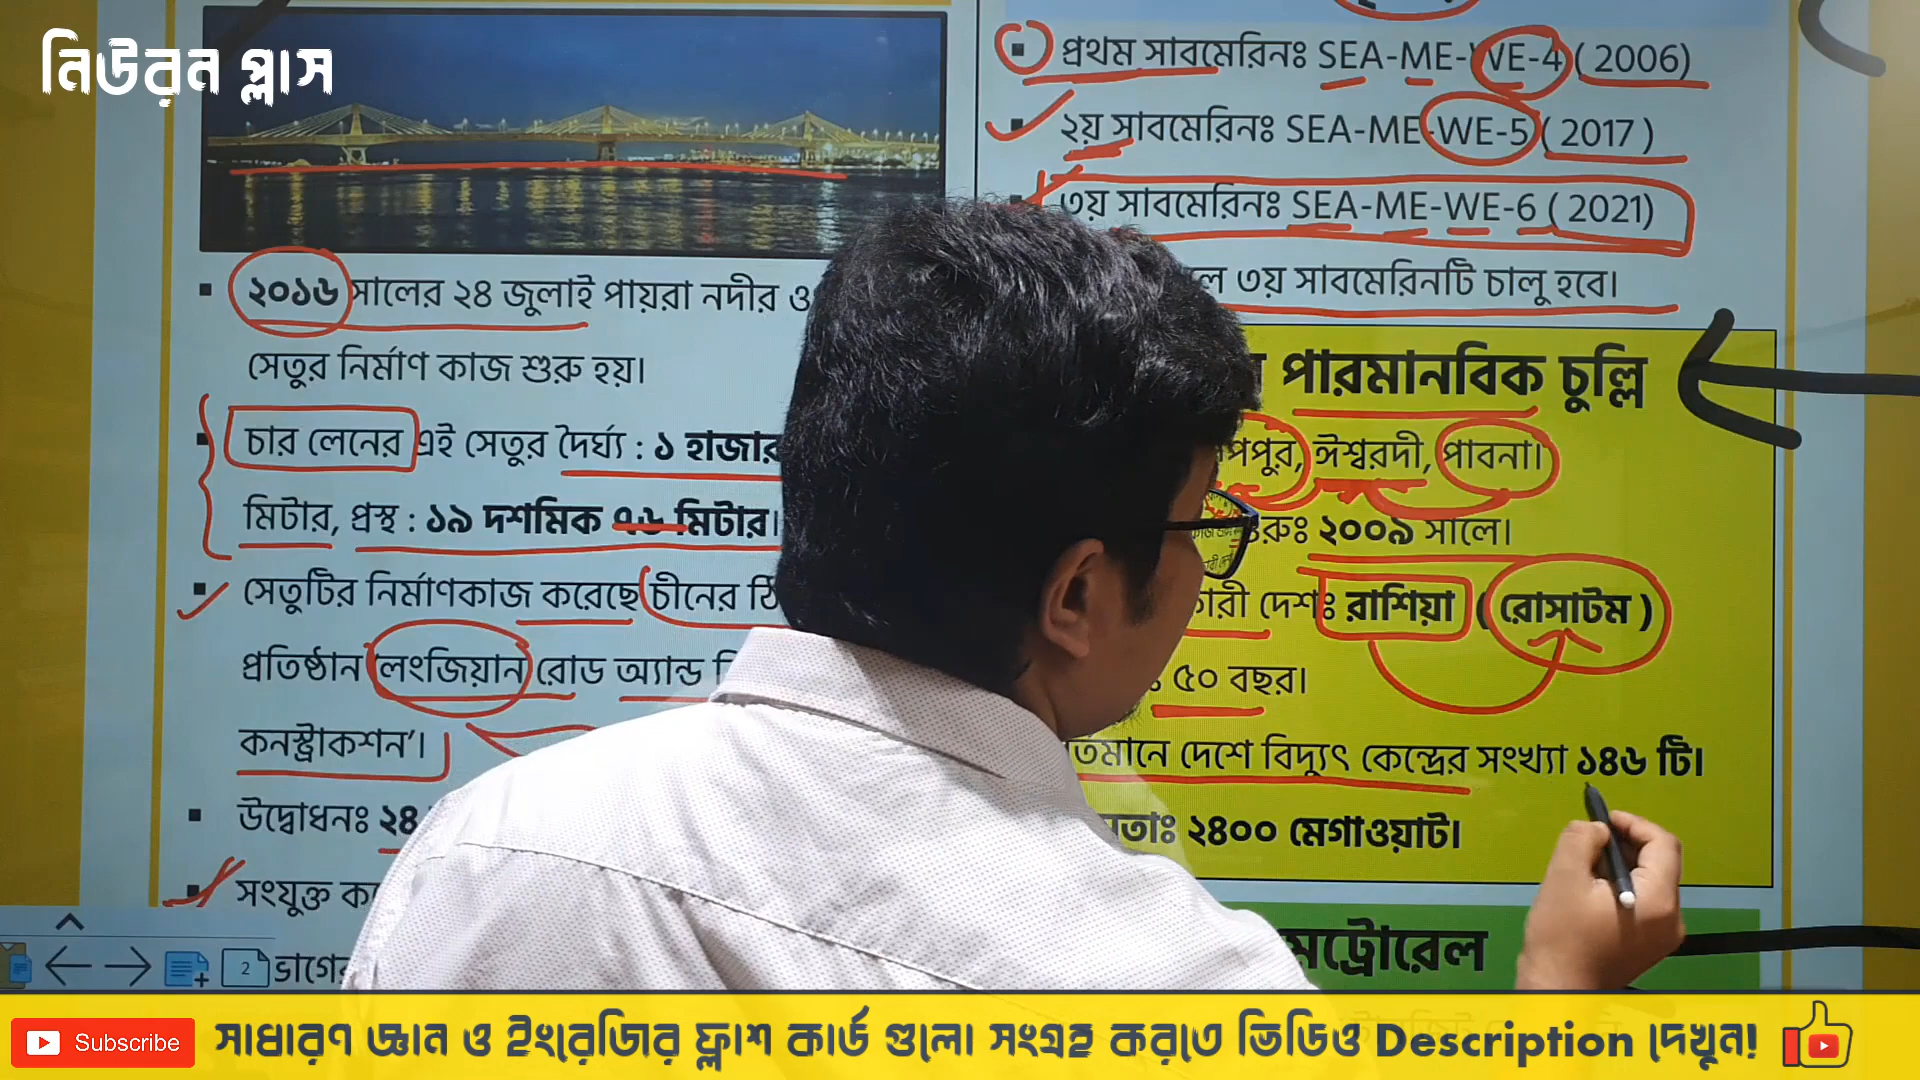 নিউরন প্লাস
২০১৬ সালের ২৪ জুলাই পায়রা নদীর
সেতুর নির্মাণ কাজ শুরু হয়।
চার লেনের এই সেতুর দৈর্ঘ্য : ১ হাজার
মিটার, প্রস্থ : ১৯ দশমিক ৭৬ মিটার।
সেতুটির নির্মাণকাজ করেছে চীনের
প্রতিষ্ঠান 'লংজিয়ান রোড অ্যান্ড
কনস্ট্রাকশন'।
উদ্বোধনঃ ২৪
সংযুক্ত
2
প্রথম সাবমেরিনঃ SEA-ME-WE-4 ( 2006)
২য় সাবমেরিনঃ SEA-ME-WE-5 ( 2017 )
৩য় সাবমেরিনঃ SEA-ME-WE-6 ( 2021)
৩য় সাবমেরিনটি চালু হবে।
পারমানবিক চুল্লি
ঈশ্বরদী, পাবনা।
২০০৯ সালে।
দেশঃ রাশিয়া ( রোসাটম )
৫০ বছর।
দেশে বিদ্যুৎ কেন্দ্রের সংখ্যা ১৪৬ টি।
২৪০০ মেগাওয়াট।
Subscribe
সাধারণ জ্ঞান ও ইংরেজির ফ্লাশ কার্ড গুলো সংগ্রহ করতে ভিডিও Description দেখুন!